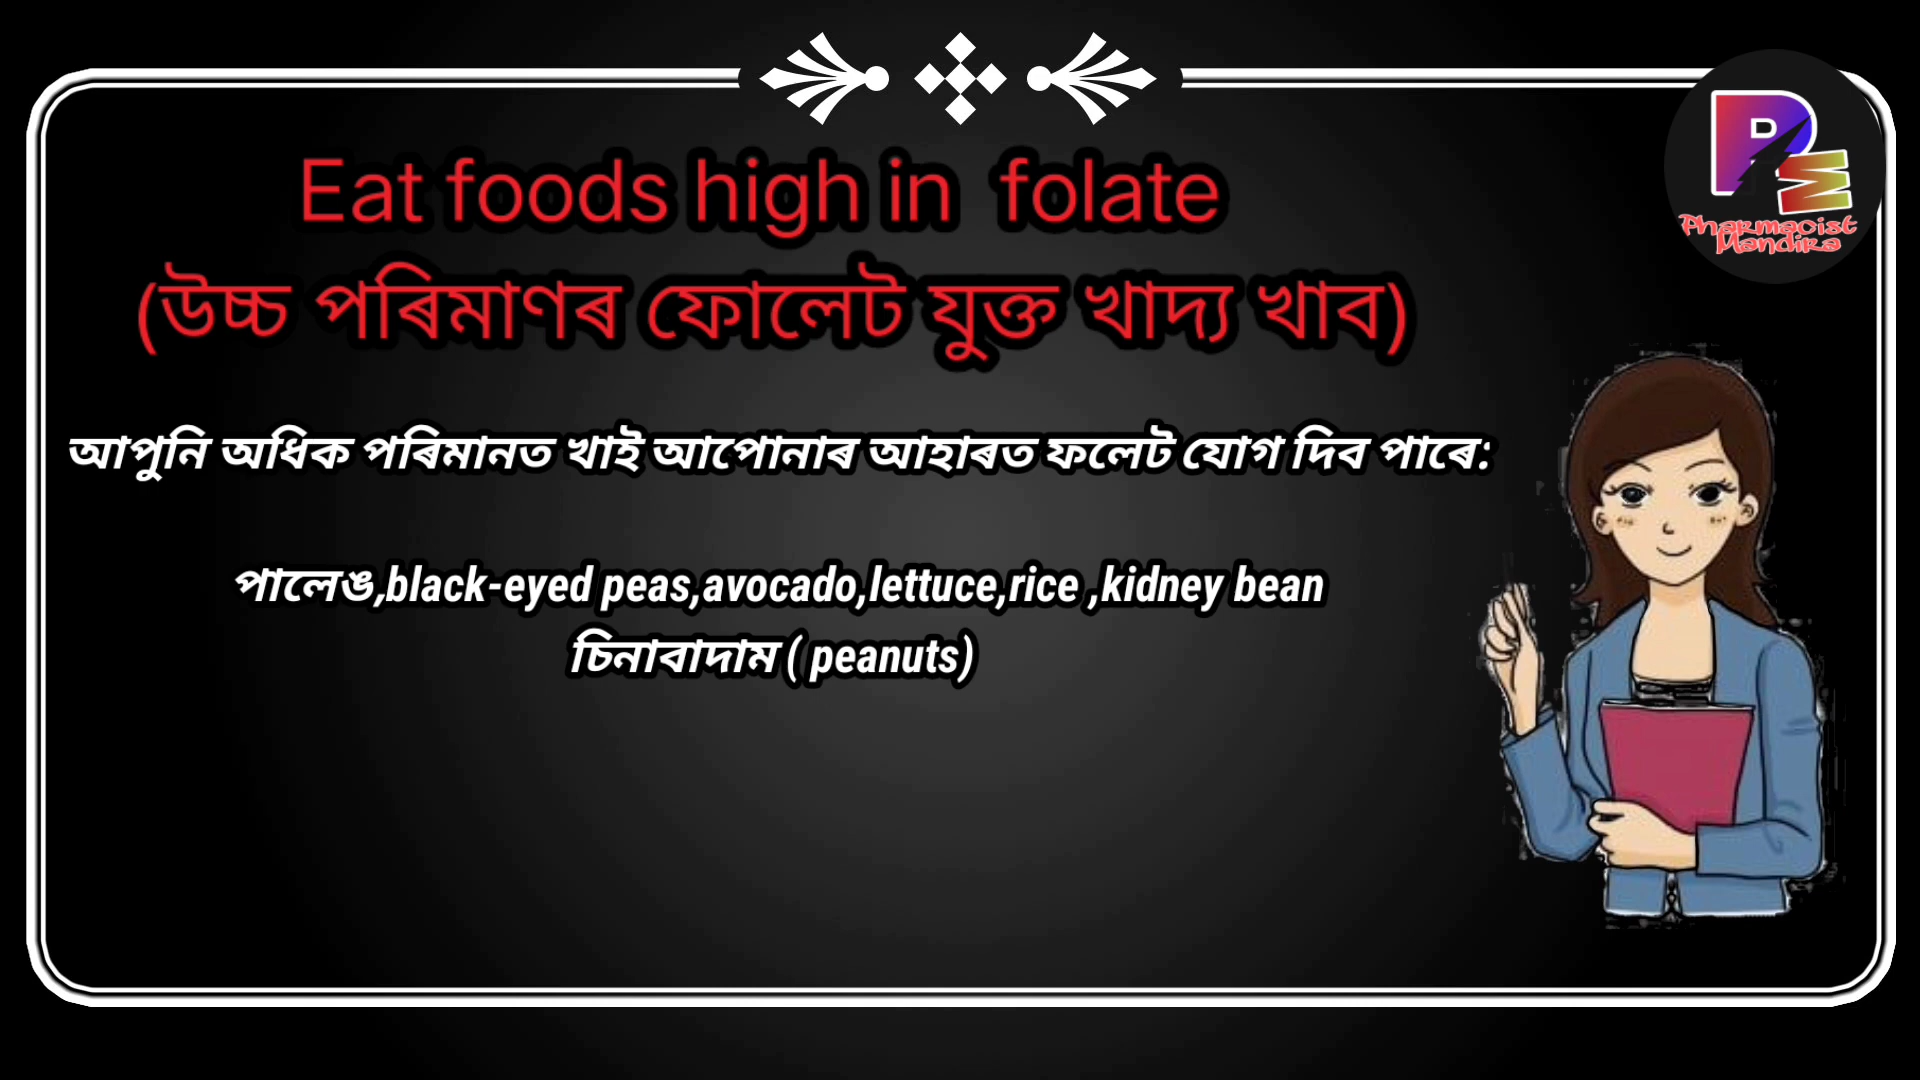 Eat foods high in folate
(উচ্চ পৰিমাণৰ ফোলেট যুক্ত খাদ্য খাব)
আপুনি অধিক পৰিমানত খাই আপোনাৰ আহাৰত ফলেট যোগ দিব পাৰে:
পালেঙ,black-eyed peas,avocado,lettuce,rice ,kidney bean
চিনাবাদাম ( peanuts)
Pharmacist
Mandira